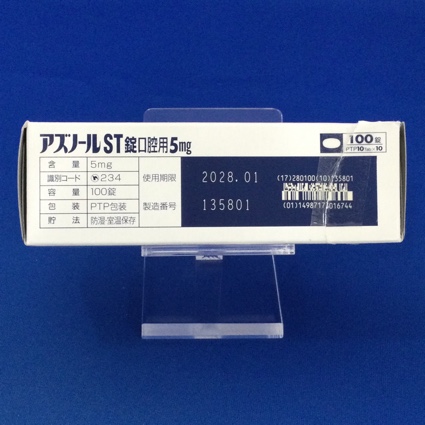 アズノールST錠口腔用5mg
100錠
PTP10錠×10
含量 5mg
識別コード 234
容量 100錠
包装 PTP包装
貯法 防湿・室温保存
使用期限 2028.01
製造番号 135801
(17)280100(10)135801